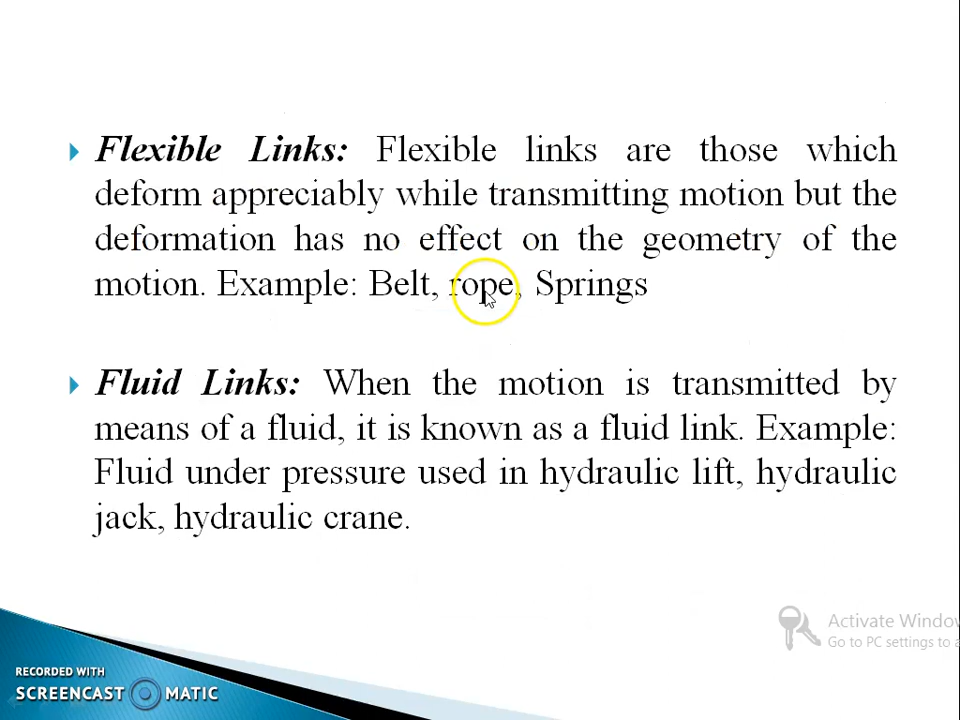 Flexible Links: Flexible links are those which
deform appreciably while transmitting motion but the
deformation has no effect on the geometry of the
motion. Example: Belt, rope, Springs
Fluid Links: When the motion is transmitted by
means of a fluid, it is known as a fluid link. Example:
Fluid under pressure used in hydraulic lift, hydraulic
jack, hydraulic crane.
Activate Window
Go to PC settings to a
RECORDED WITH
SCREENCAST MATIC